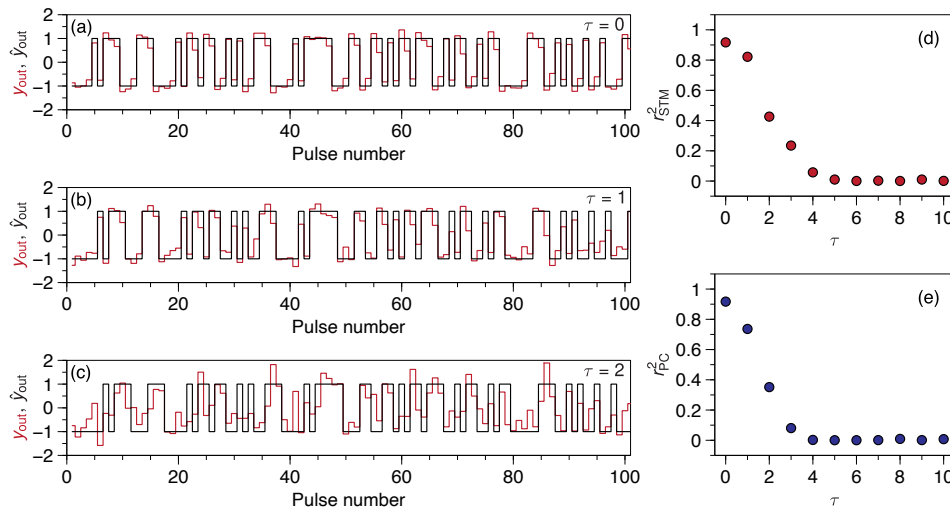 (a)
τ = 0
2
1
0
−1
−2
y_out, ŷ_out
0 20 40 60 80 100
Pulse number
(b)
τ = 1
2
1
0
−1
−2
y_out, ŷ_out
0 20 40 60 80 100
Pulse number
(c)
τ = 2
2
1
0
−1
−2
y_out, ŷ_out
0 20 40 60 80 100
Pulse number
(d)
1
0.8
0.6
0.4
0.2
0
r²_STM
0 2 4 6 8 10
τ
(e)
1
0.8
0.6
0.4
0.2
0
r²_PC
0 2 4 6 8 10
τ